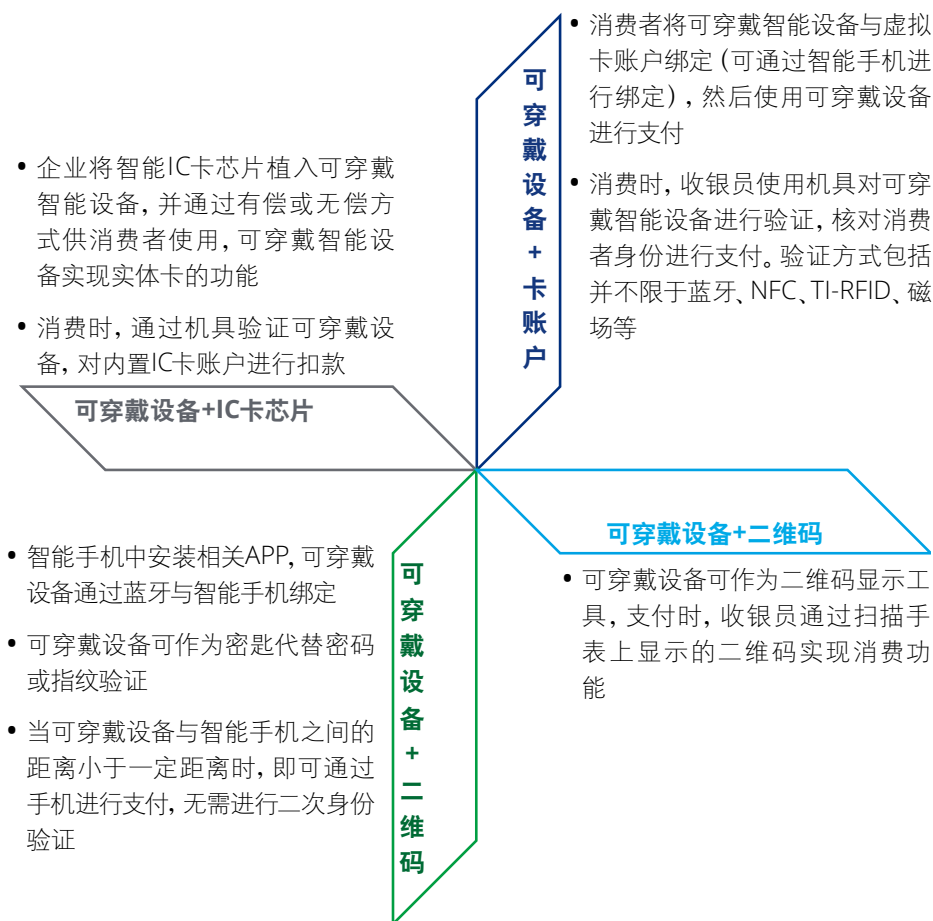 • 企业将智能IC卡芯片植入可穿戴
智能设备，并通过有偿或无偿方
式供消费者使用，可穿戴智能设
备实现实体卡的功能
• 消费时，通过机具验证可穿戴设
备，对内置IC卡账户进行扣款
可穿戴设备+IC卡芯片
可穿戴设备+卡账户
• 消费者将可穿戴智能设备与虚拟
卡账户绑定（可通过智能手机进
行绑定），然后使用可穿戴设备
进行支付
• 消费时，收银员使用机具对可穿
戴智能设备进行验证，核对消费
者身份进行支付。验证方式包括
并不限于蓝牙、NFC、TI-RFID、磁
场等
• 智能手机中安装相关APP，可穿戴
设备通过蓝牙与智能手机绑定
• 可穿戴设备可作为密匙代替密码
或指纹验证
• 当可穿戴设备与智能手机之间的
距离小于一定距离时，即可通过
手机进行支付，无需进行二次身份
验证
可穿戴设备+二维码
可穿戴设备+二维码
• 可穿戴设备可作为二维码显示工
具，支付时，收银员通过扫描手
表上显示的二维码实现消费功
能